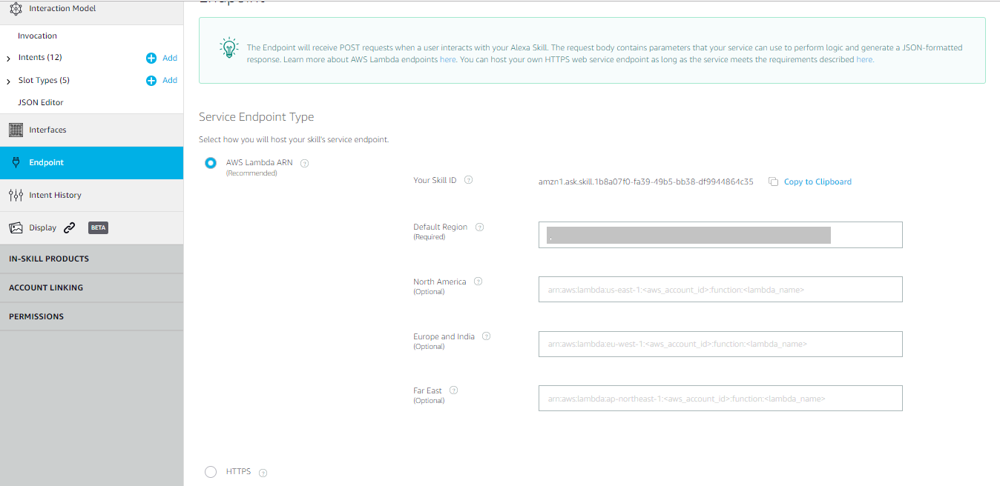 Interaction Model
Invocation
Intents (12)
Add
Slot Types (5)
Add
JSON Editor
Interfaces
Endpoint
Intent History
Display
BETA
IN-SKILL PRODUCTS
ACCOUNT LINKING
PERMISSIONS
Endpoint
The Endpoint will receive POST requests when a user interacts with your Alexa Skill. The request body contains parameters that your service can use to perform logic and generate a JSON-formatted
response. Learn more about AWS Lambda endpoints here. You can host your own HTTPS web service endpoint as long as the service meets the requirements described here.
Service Endpoint Type
Select how you will host your skill's service endpoint.
AWS Lambda ARN ?
(Recommended)
Your Skill ID ?
amzn1.ask.skill.1b8a07f0-fa39-49b5-bb38-df9944864c35
Copy to Clipboard
Default Region ?
(Required)
North America ?
(Optional)
arn:aws:lambda:us-east-1:<aws_account_id>:function:<lambda_name>
Europe and India ?
(Optional)
arn:aws:lambda:eu-west-1:<aws_account_id>:function:<lambda_name>
Far East ?
(Optional)
arn:aws:lambda:ap-northeast-1:<aws_account_id>:function:<lambda_name>
HTTPS ?